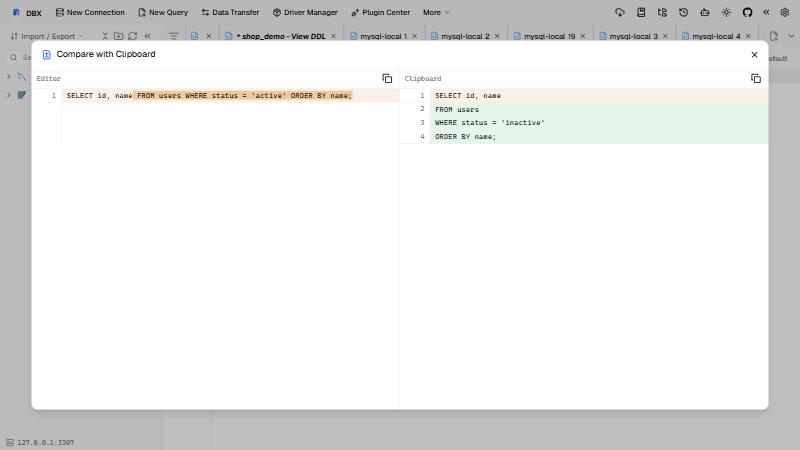 DBX
New Connection
New Query
Data Transfer
Driver Manager
Plugin Center
More
Import / Export
* shop_demo - View DDL
mysql-local 1
mysql-local 2
mysql-local 19
mysql-local 3
mysql-local 4
Compare with Clipboard
Editor
Clipboard
1 SELECT id, name FROM users WHERE status = 'active' ORDER BY name;
1 SELECT id, name
2 FROM users
3 WHERE status = 'inactive'
4 ORDER BY name;
127.0.0.1:3307